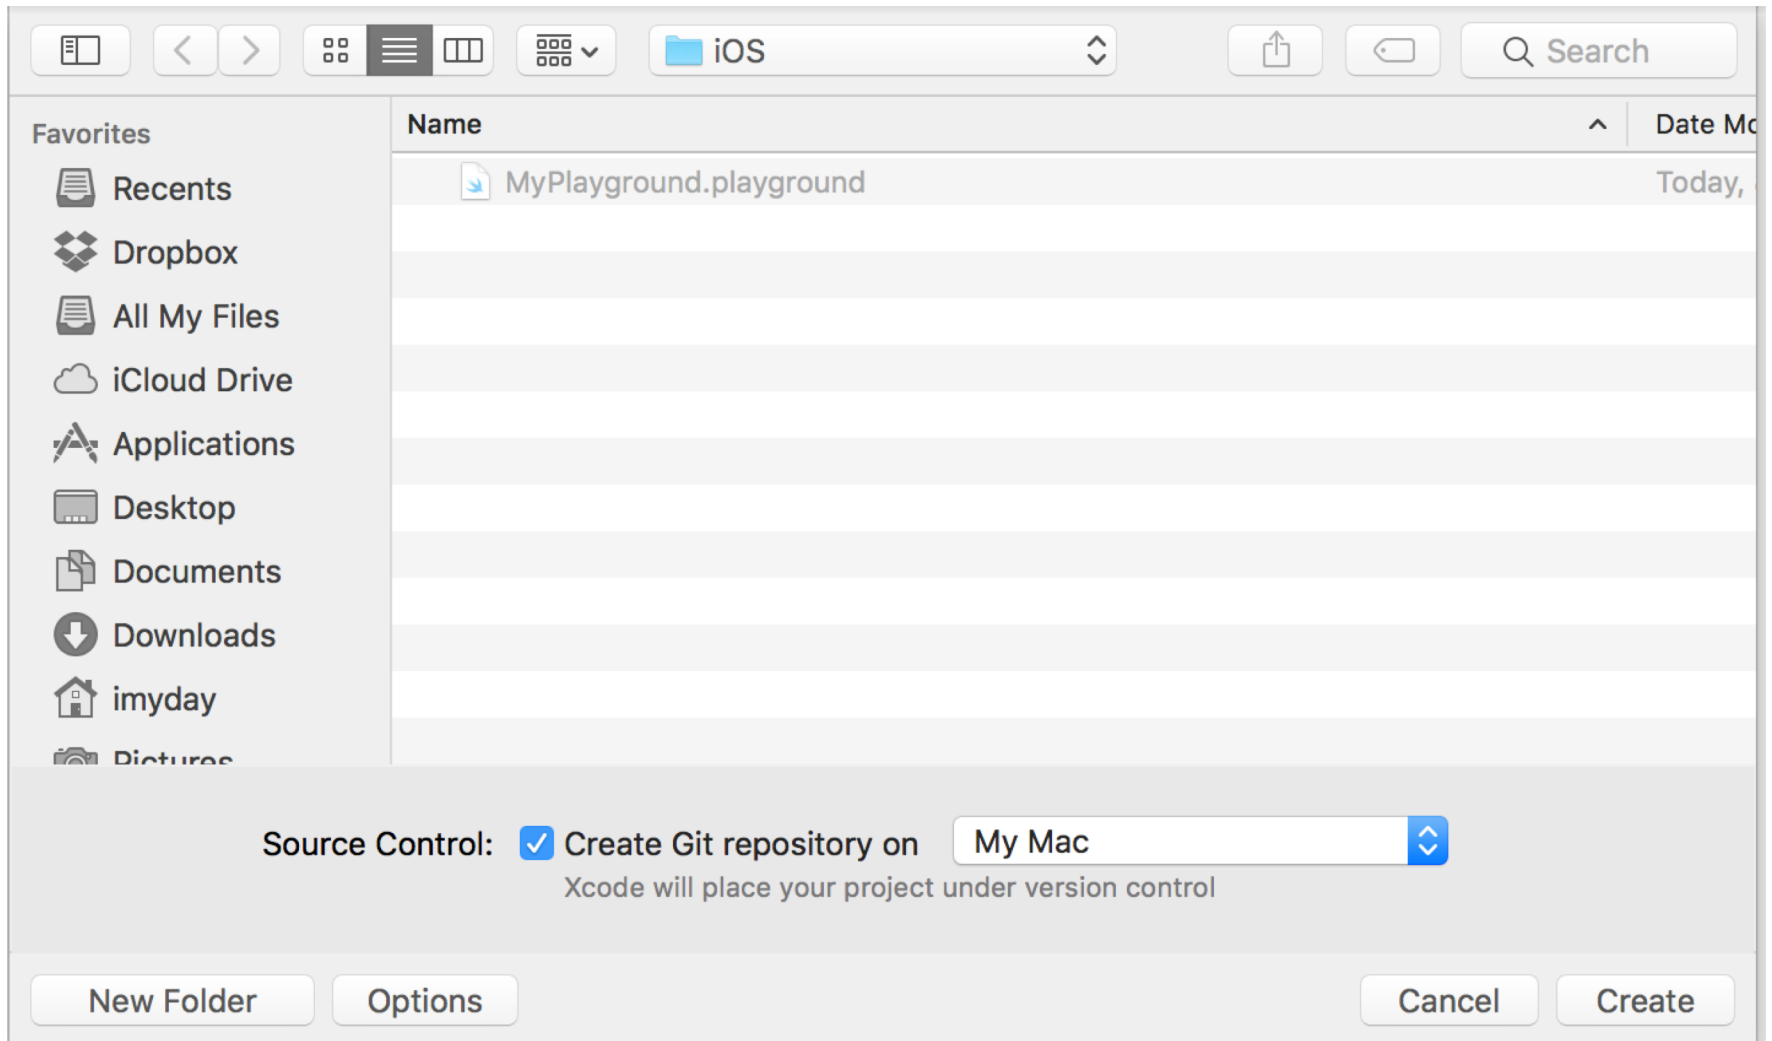 iOS
Search
Favorites
Name
Date Mo
Recents
MyPlayground.playground
Today,
Dropbox
All My Files
iCloud Drive
Applications
Desktop
Documents
Downloads
imyday
Pictures
Source Control: Create Git repository on My Mac
Xcode will place your project under version control
New Folder
Options
Cancel
Create